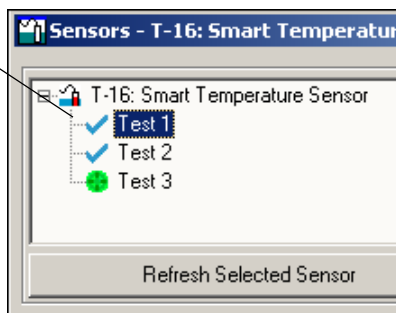 Sensors - T-16: Smart Temperatur
T-16: Smart Temperature Sensor
Test 1
Test 2
Test 3
Refresh Selected Sensor